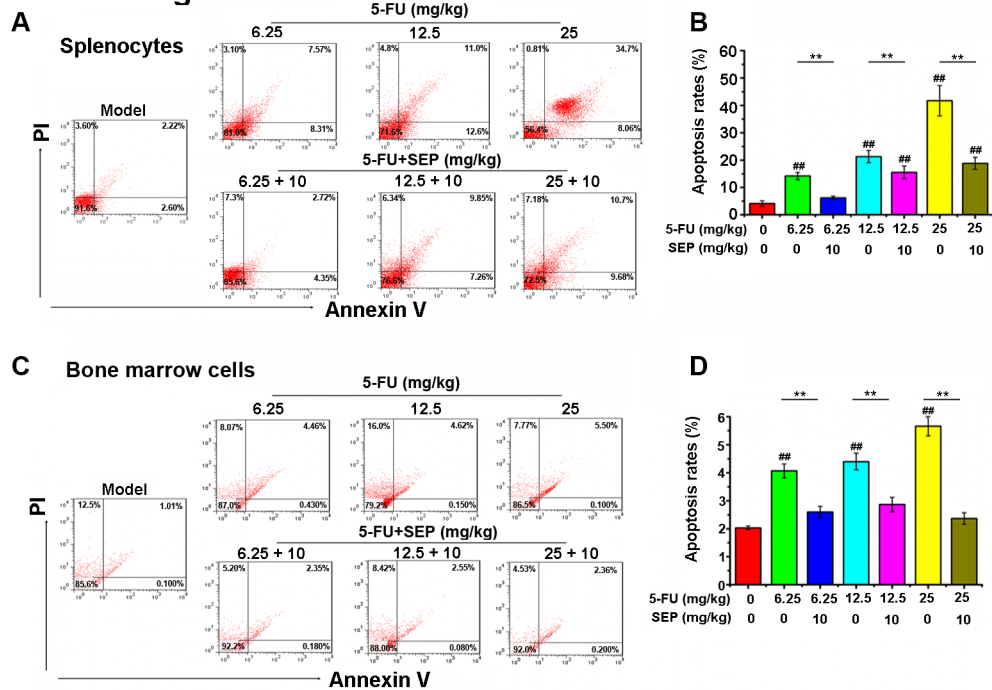 A
Splenocytes
5-FU (mg/kg)
6.25 12.5 25
3.10% 7.57%
81.0% 8.31%
4.8% 11.0%
71.6% 12.6%
0.81% 34.7%
56.4% 8.06%
Model
3.60% 2.22%
91.6% 2.60%
PI
5-FU+SEP (mg/kg)
6.25 + 10 12.5 + 10 25 + 10
7.3% 2.72%
85.6% 4.35%
6.34% 9.85%
76.6% 7.26%
7.18% 10.7%
72.5% 9.68%
Annexin V
B
Apoptosis rates (%)
60
50
40
30
20
10
0
** ** **
## ## ## ## ##
5-FU (mg/kg) 0 6.25 6.25 12.5 12.5 25 25
SEP (mg/kg) 0 0 10 0 10 0 10
C
Bone marrow cells
5-FU (mg/kg)
6.25 12.5 25
8.07% 4.46%
87.0% 0.430%
16.0% 4.62%
79.2% 0.150%
7.77% 5.50%
86.5% 0.100%
Model
12.5% 1.01%
85.6% 0.100%
PI
5-FU+SEP (mg/kg)
6.25 + 10 12.5 + 10 25 + 10
5.20% 2.35%
92.2% 0.180%
8.42% 2.55%
88.00% 0.080%
4.53% 2.36%
92.0% 0.200%
Annexin V
D
Apoptosis rates (%)
6
5
4
3
2
1
0
** ** **
## ## ##
5-FU (mg/kg) 0 6.25 6.25 12.5 12.5 25 25
SEP (mg/kg) 0 0 10 0 10 0 10